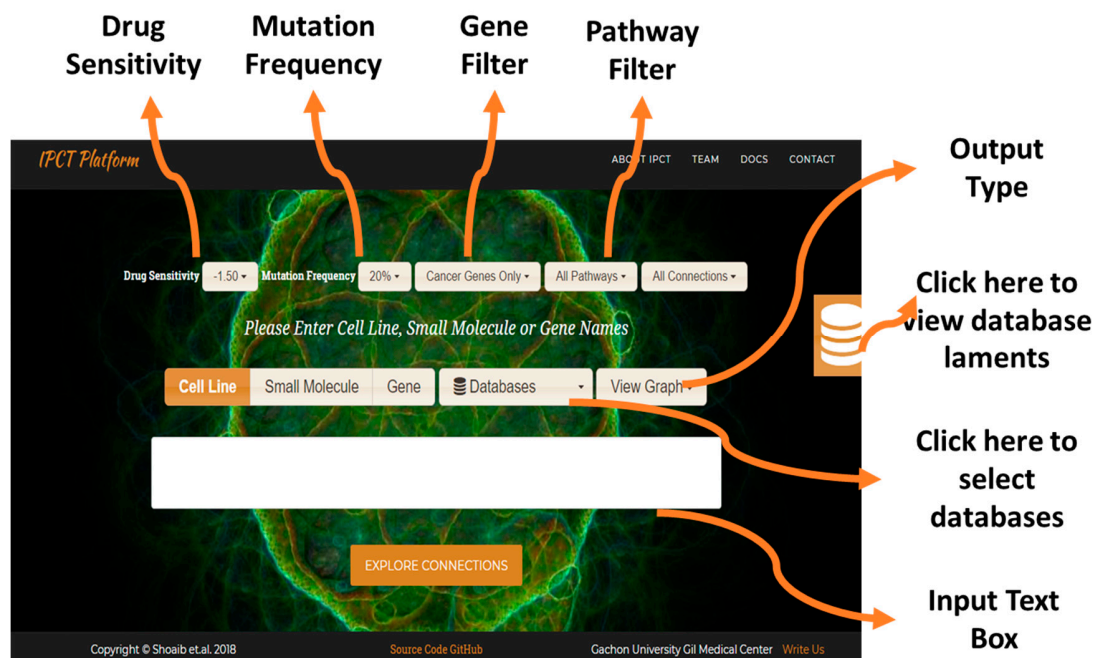 Drug
Sensitivity
Mutation
Frequency
Gene
Filter
Pathway
Filter
IPCT Platform
ABOUT IPCT TEAM DOCS CONTACT
Output
Type
Drug Sensitivity -1.50 Mutation Frequency 20% Cancer Genes Only All Pathways All Connections
Please Enter Cell Line, Small Molecule or Gene Names
Click here to
view database
laments
Cell Line Small Molecule Gene Databases View Graph
Click here to
select
databases
EXPLORE CONNECTIONS
Input Text
Box
Copyright © Shoaib et.al. 2018 Source Code GitHub Gachon University Gil Medical Center Write Us